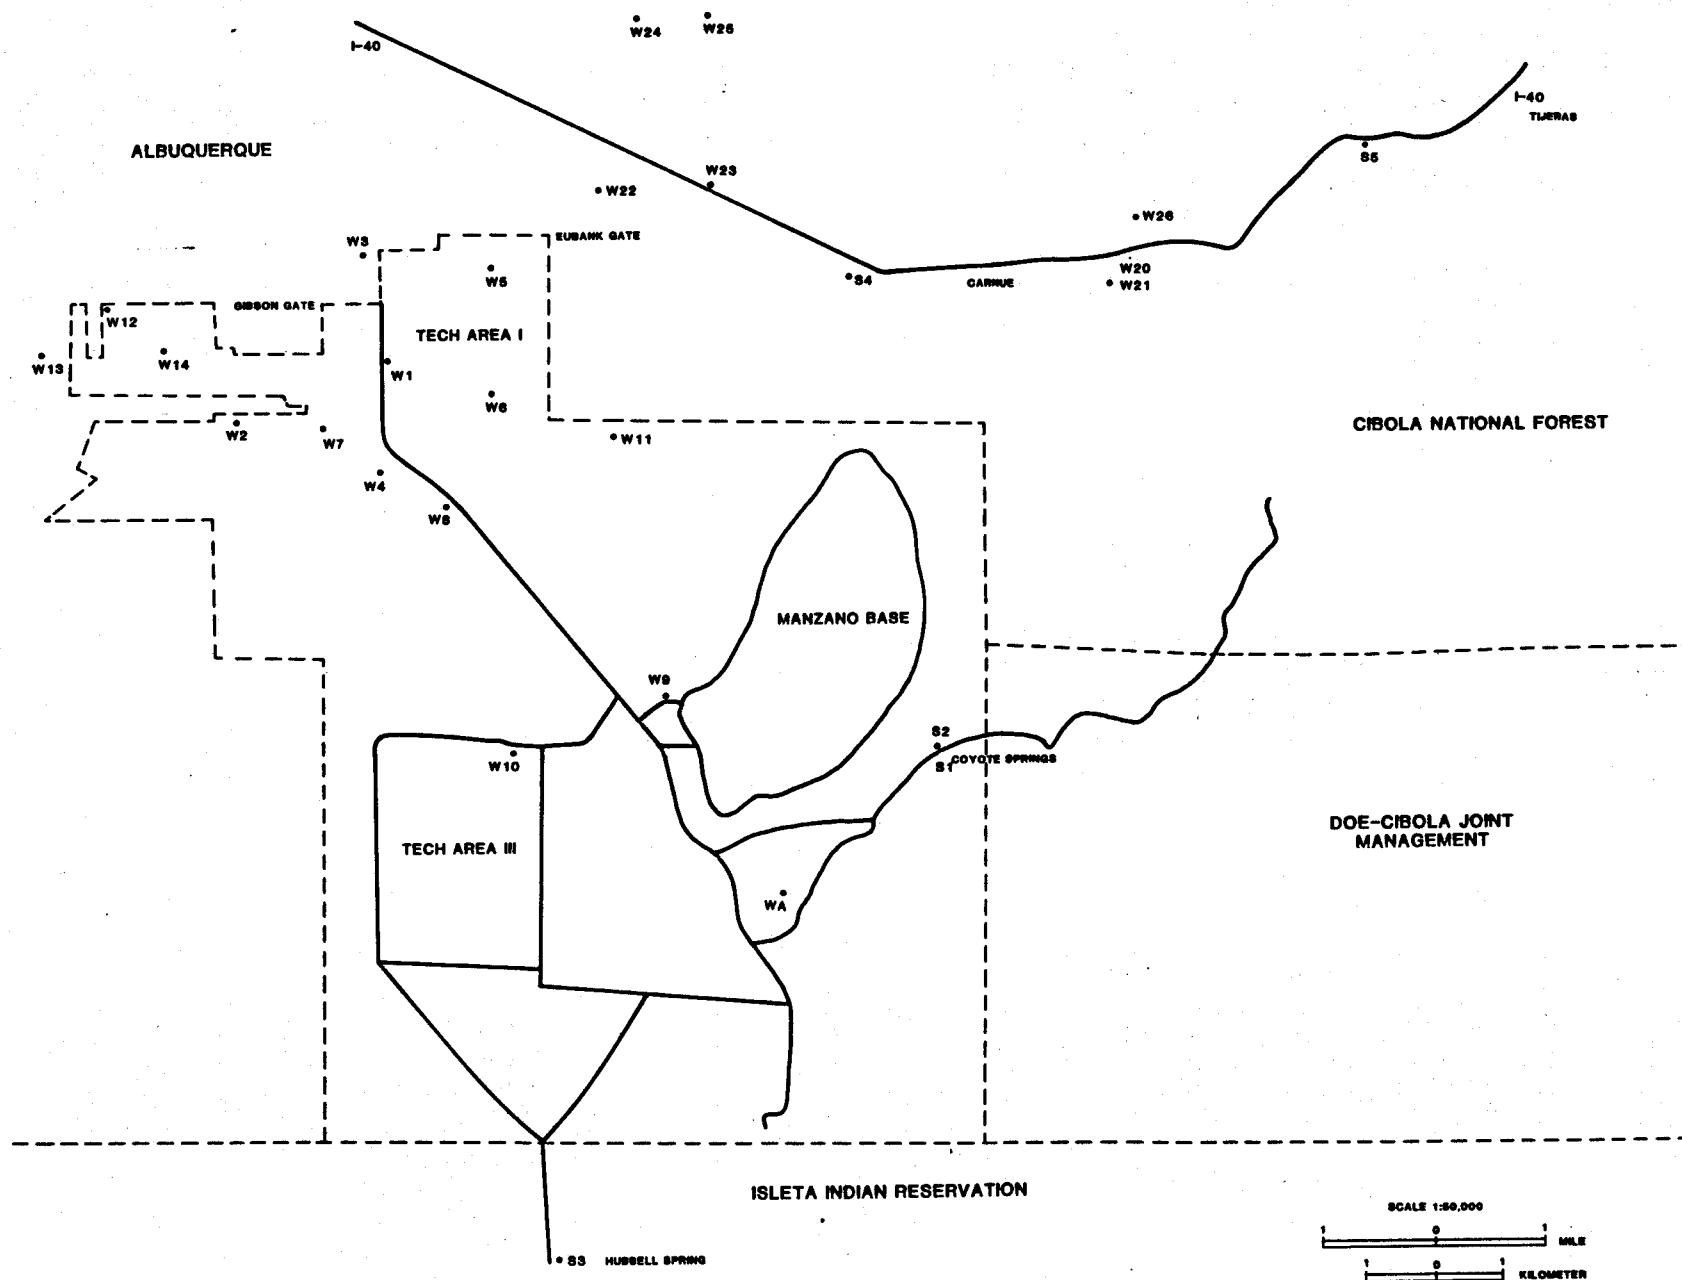 W24
W25
I-40
I-40
TIJERAS
ALBUQUERQUE
S5
W23
W22
W26
W3
EUBANK GATE
W20
W21
W5
S4
CARNUE
GIBSON GATE
W12
TECH AREA I
W13
W14
W1
W6
CIBOLA NATIONAL FOREST
W2
W7
W11
W4
W8
MANZANO BASE
W9
S2
S1
COYOTE SPRINGS
W10
DOE-CIBOLA JOINT
MANAGEMENT
TECH AREA III
WA
ISLETA INDIAN RESERVATION
SCALE 1:50,000
1 0 1
MILE
S3 HUBBELL SPRING
1 0 1
KILOMETER